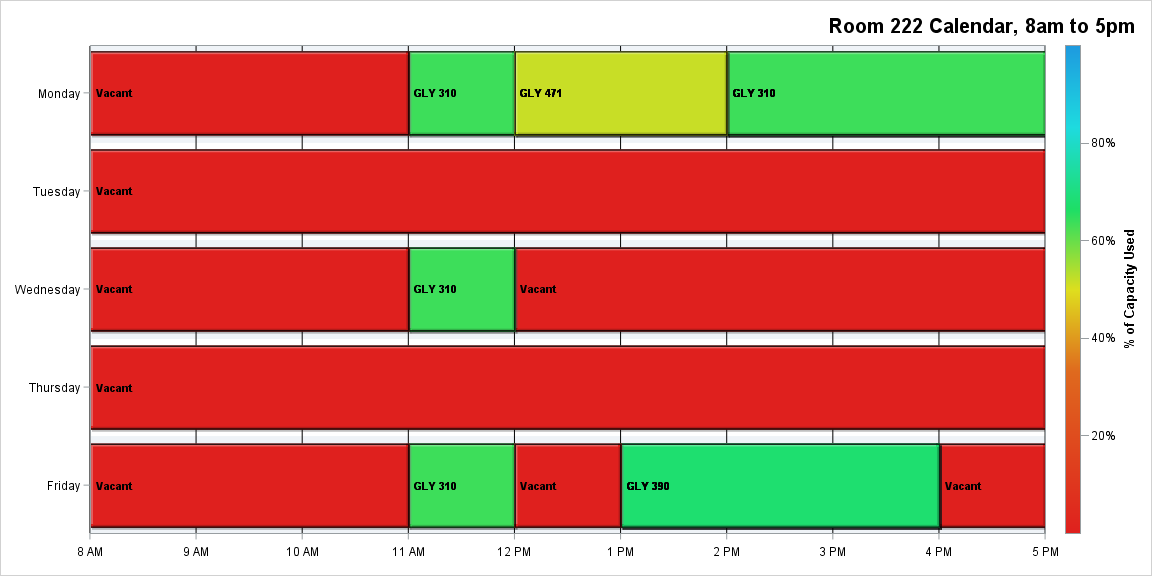 Room 222 Calendar, 8am to 5pm
Monday
Vacant
GLY 310
GLY 471
GLY 310
Tuesday
Vacant
Wednesday
Vacant
GLY 310
Vacant
Thursday
Vacant
Friday
Vacant
GLY 310
Vacant
GLY 390
Vacant
8 AM 9 AM 10 AM 11 AM 12 PM 1 PM 2 PM 3 PM 4 PM 5 PM
80%
60%
40%
20%
% of Capacity Used